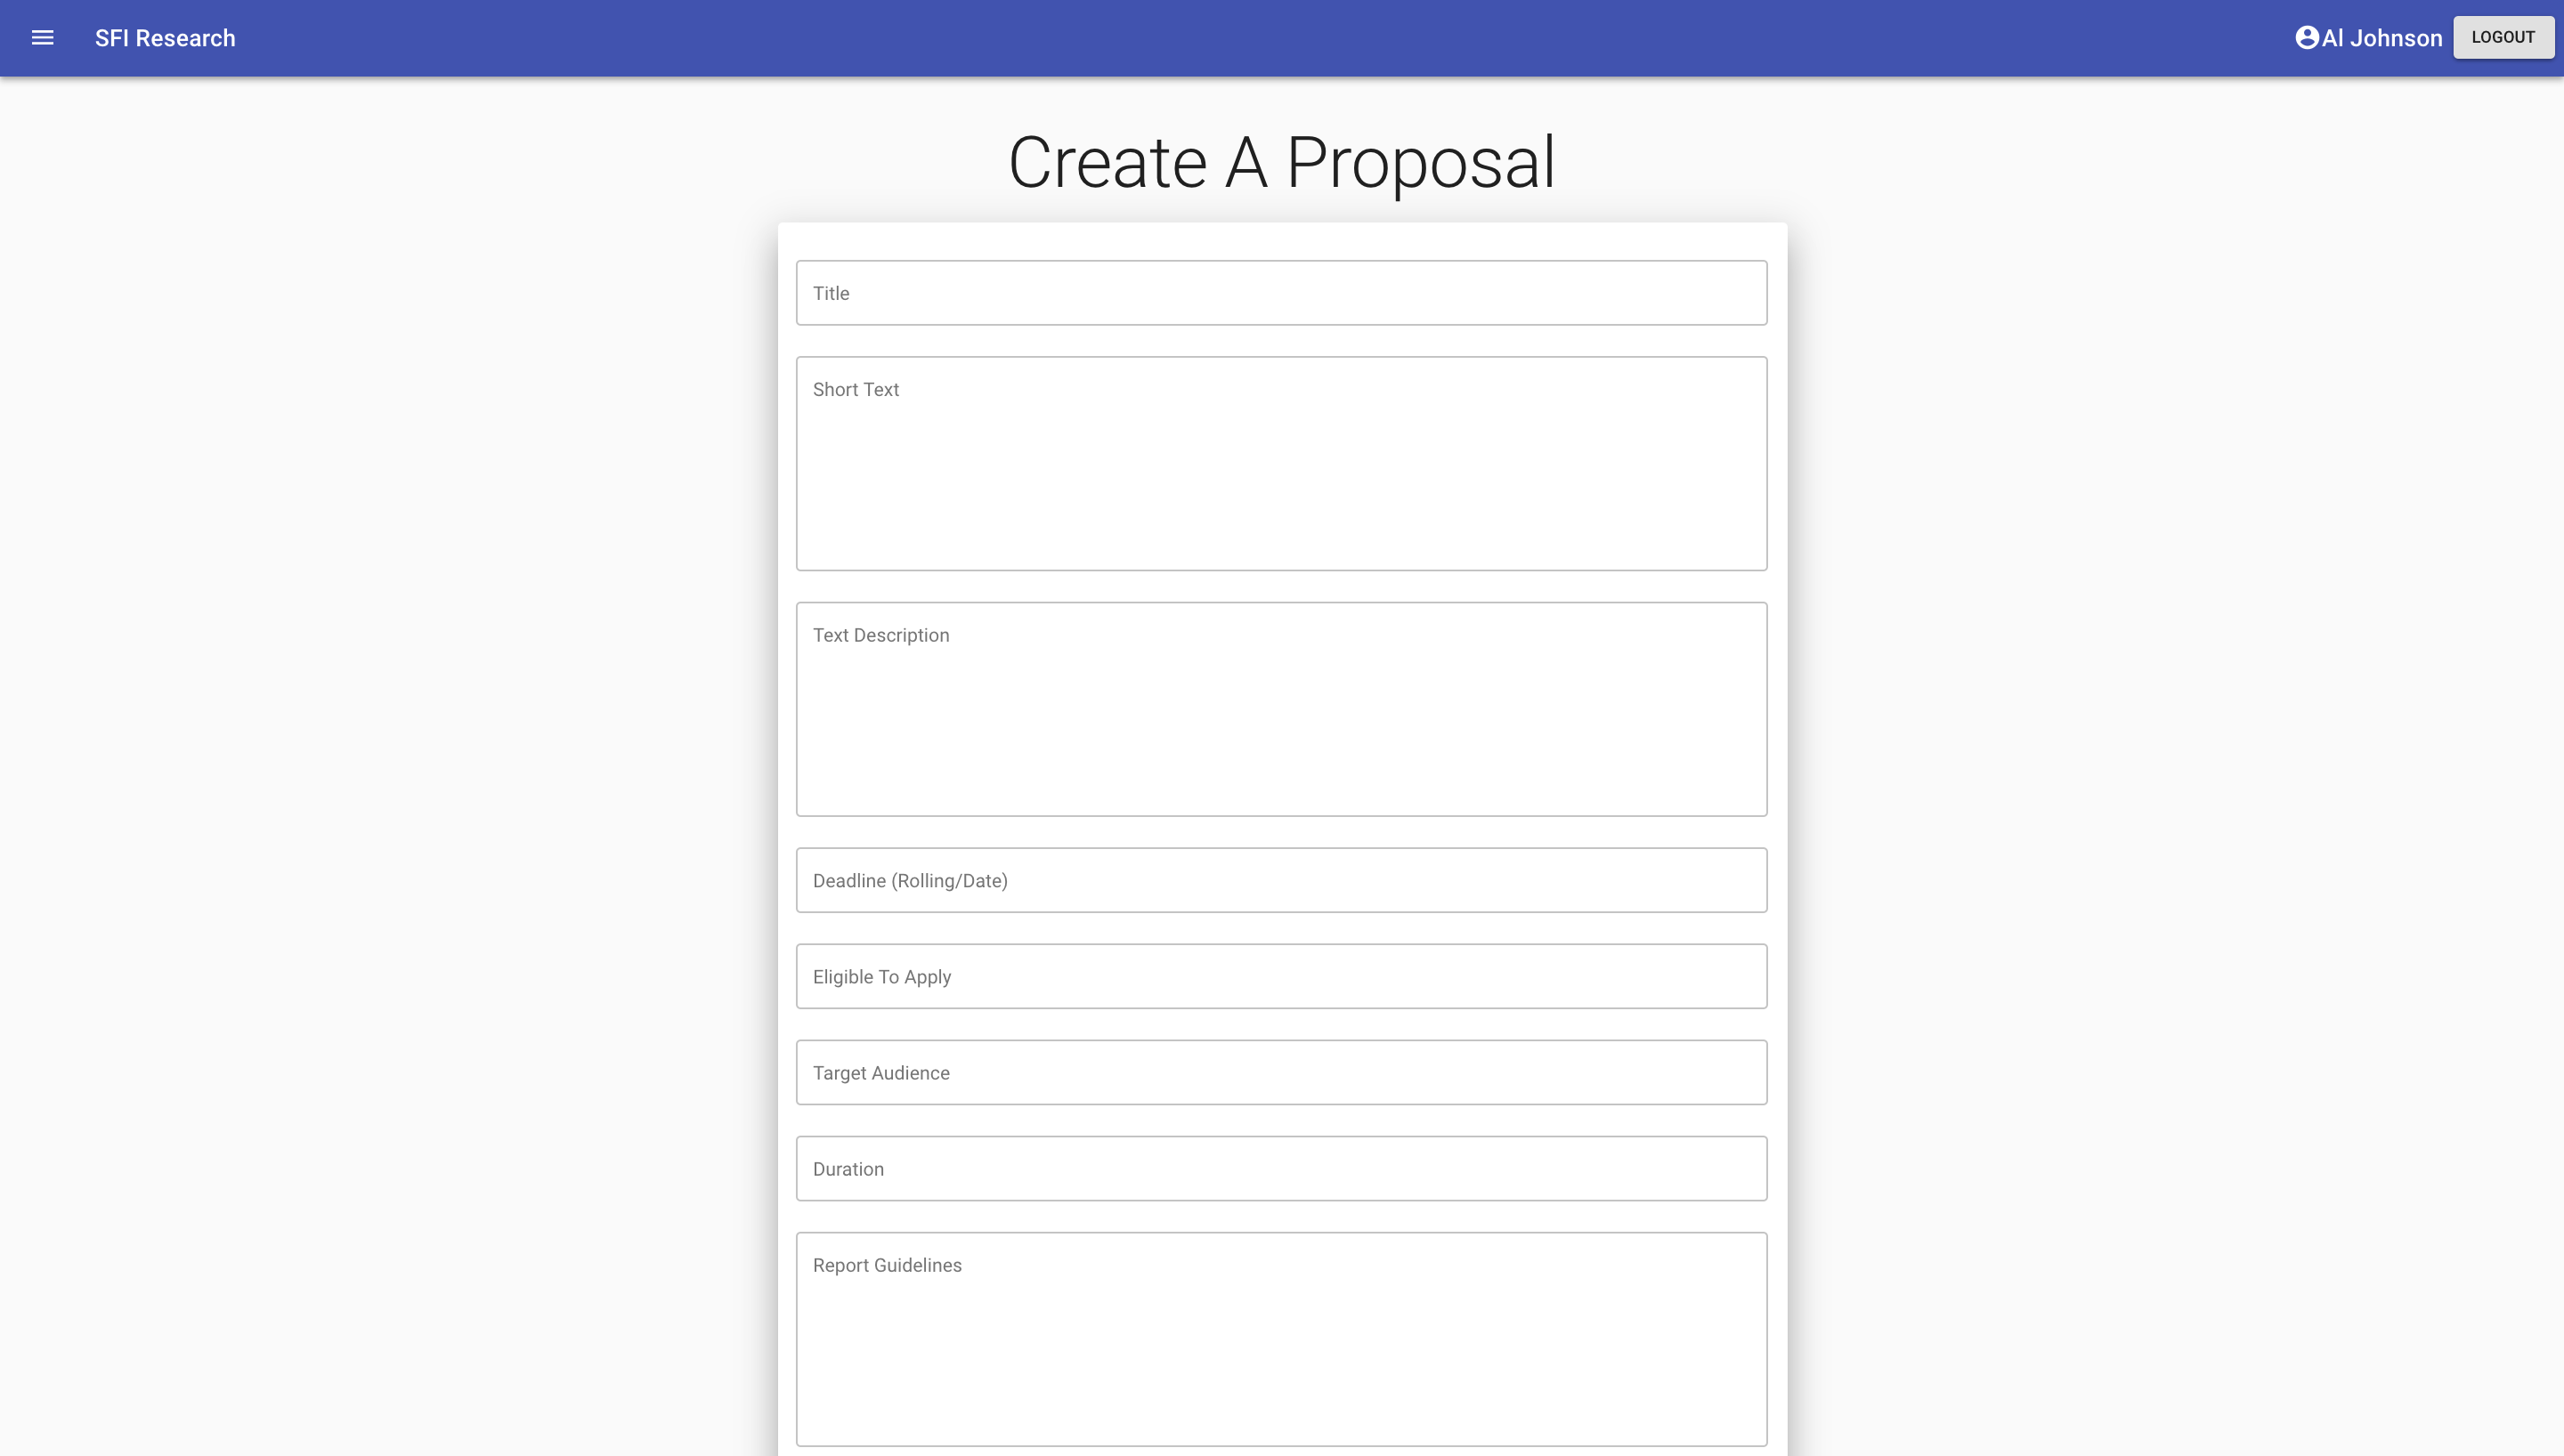 SFI Research
Al Johnson
LOGOUT
Create A Proposal
Title
Short Text
Text Description
Deadline (Rolling/Date)
Eligible To Apply
Target Audience
Duration
Report Guidelines